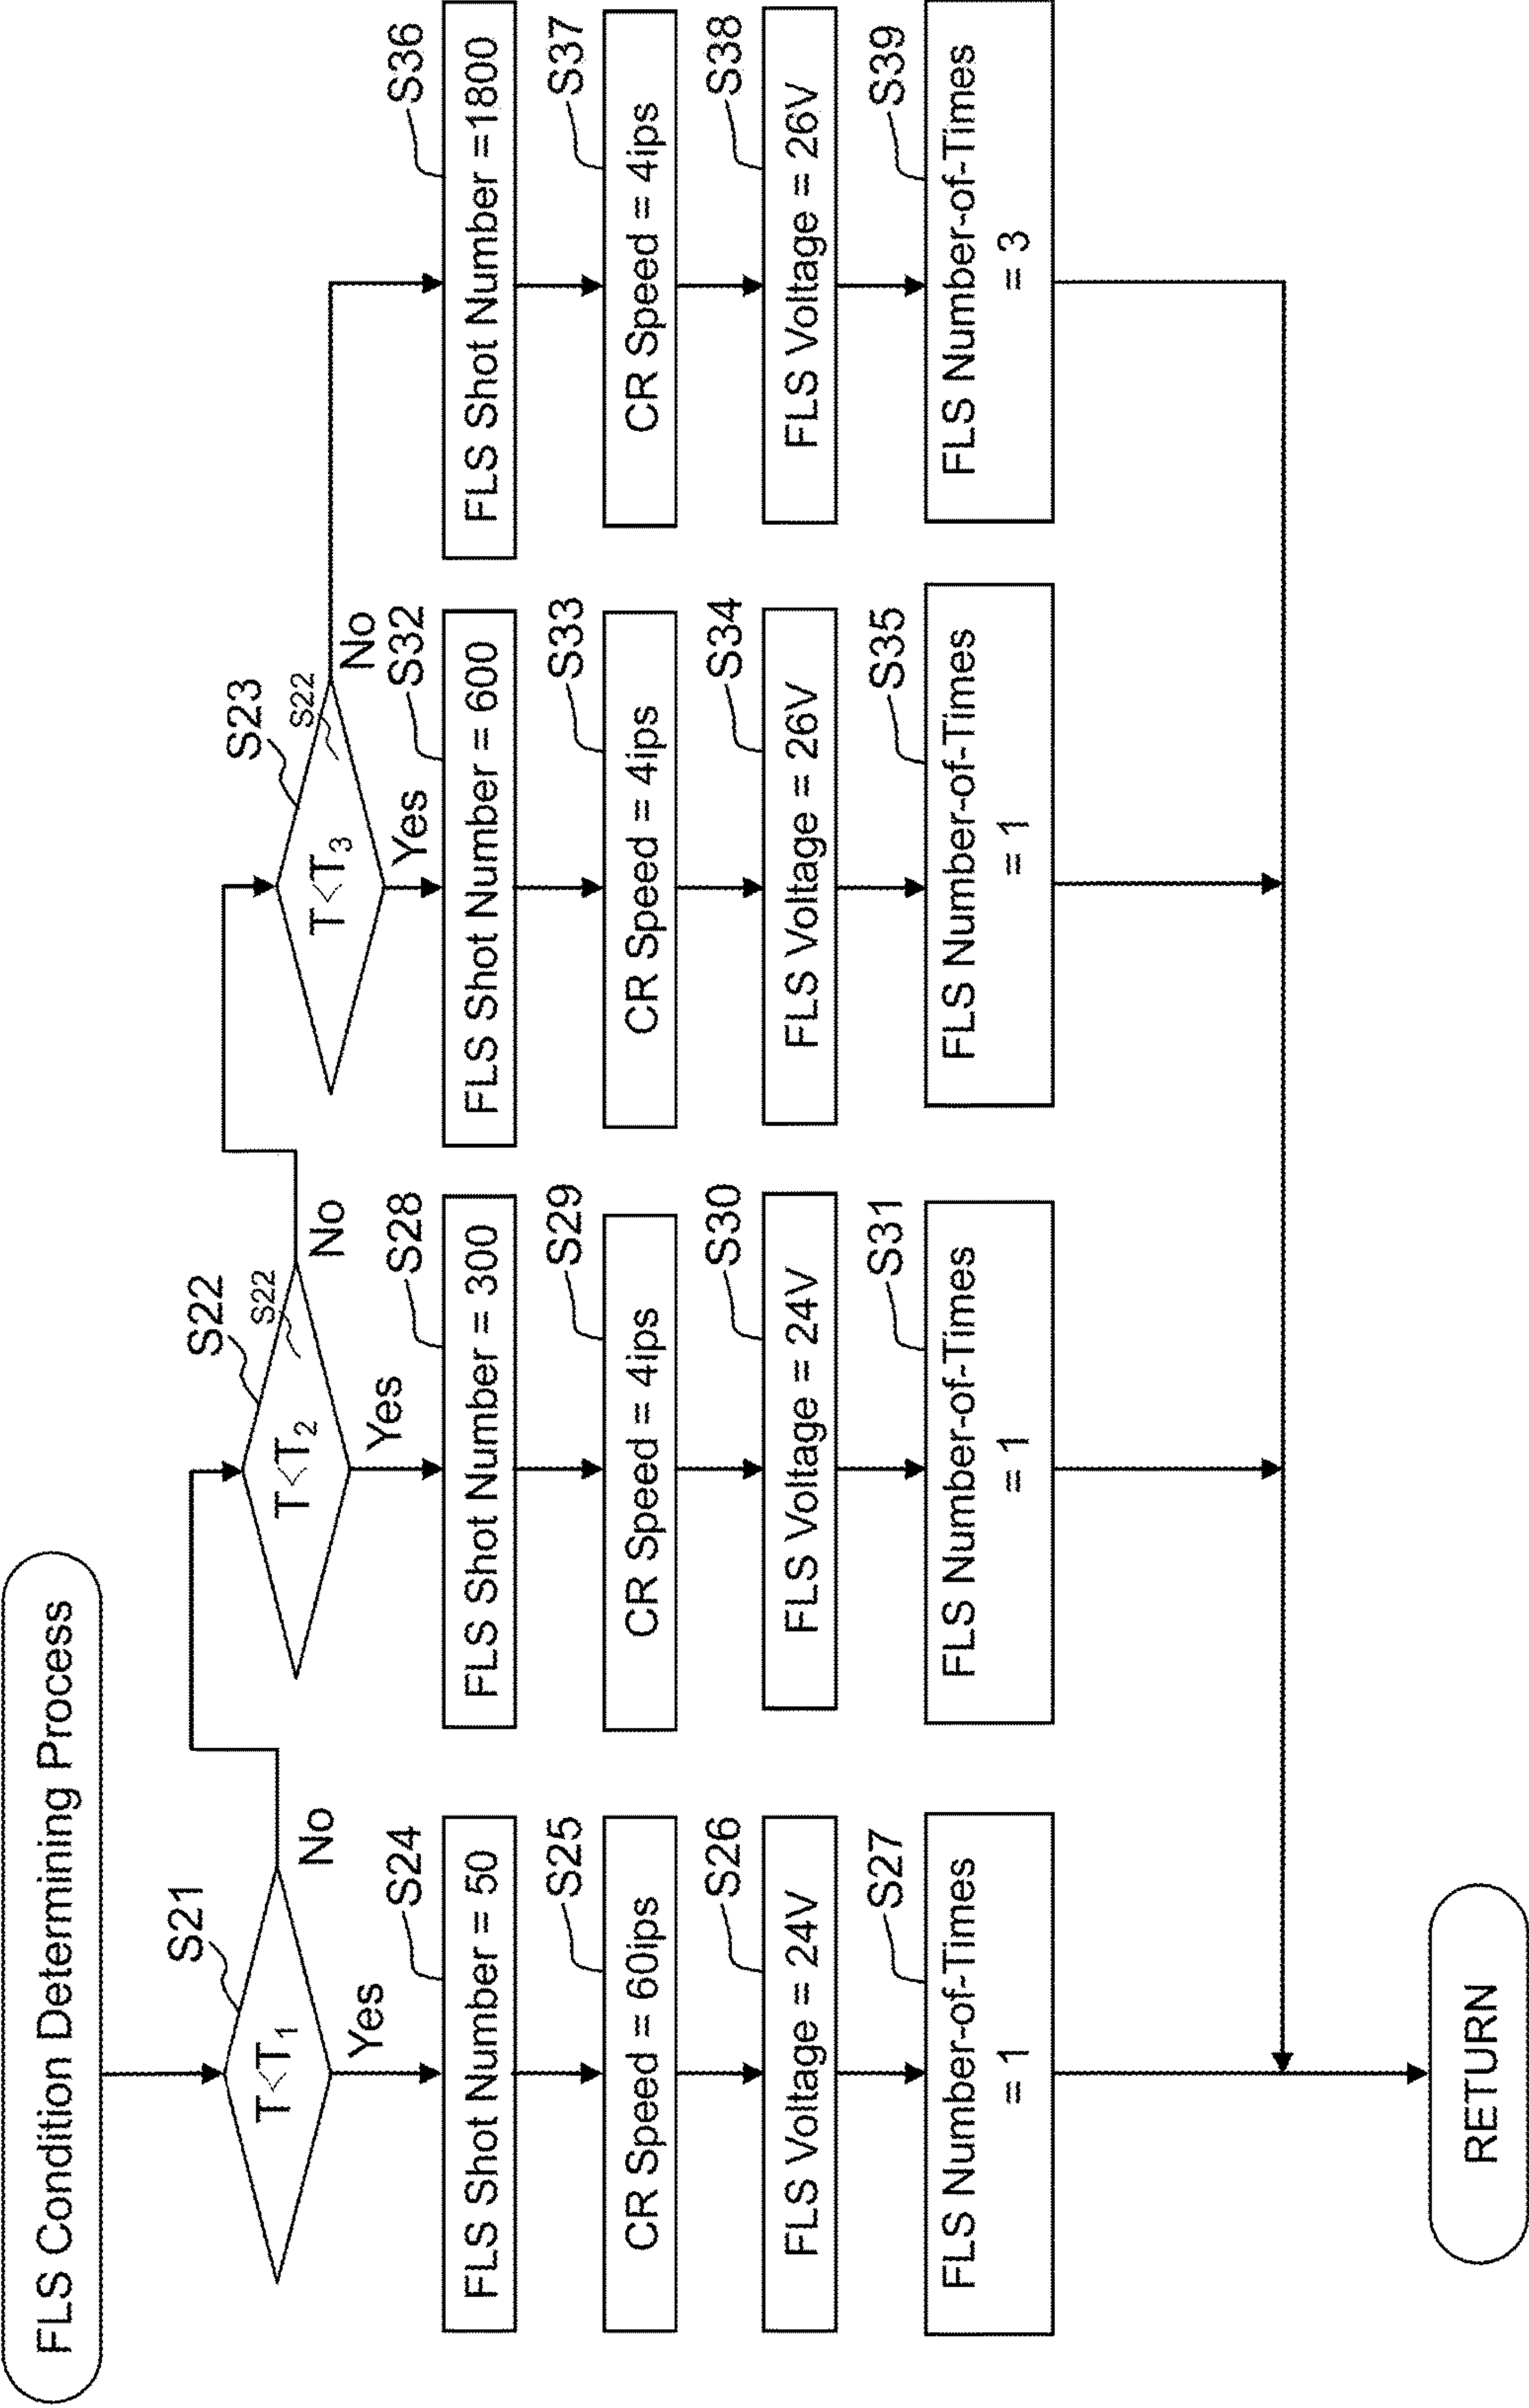 FLS Condition Determining Process
S21
T<T1
No
Yes
S22
S22
T<T2
No
Yes
S23
S22
T<T3
No
Yes
S24
FLS Shot Number = 50
S25
CR Speed = 60ips
S26
FLS Voltage = 24V
S27
FLS Number-of-Times
= 1
S28
FLS Shot Number = 300
S29
CR Speed = 4ips
S30
FLS Voltage = 24V
S31
FLS Number-of-Times
= 1
S32
FLS Shot Number = 600
S33
CR Speed = 4ips
S34
FLS Voltage = 26V
S35
FLS Number-of-Times
= 1
S36
FLS Shot Number =1800
S37
CR Speed = 4ips
S38
FLS Voltage = 26V
S39
FLS Number-of-Times
= 3
RETURN